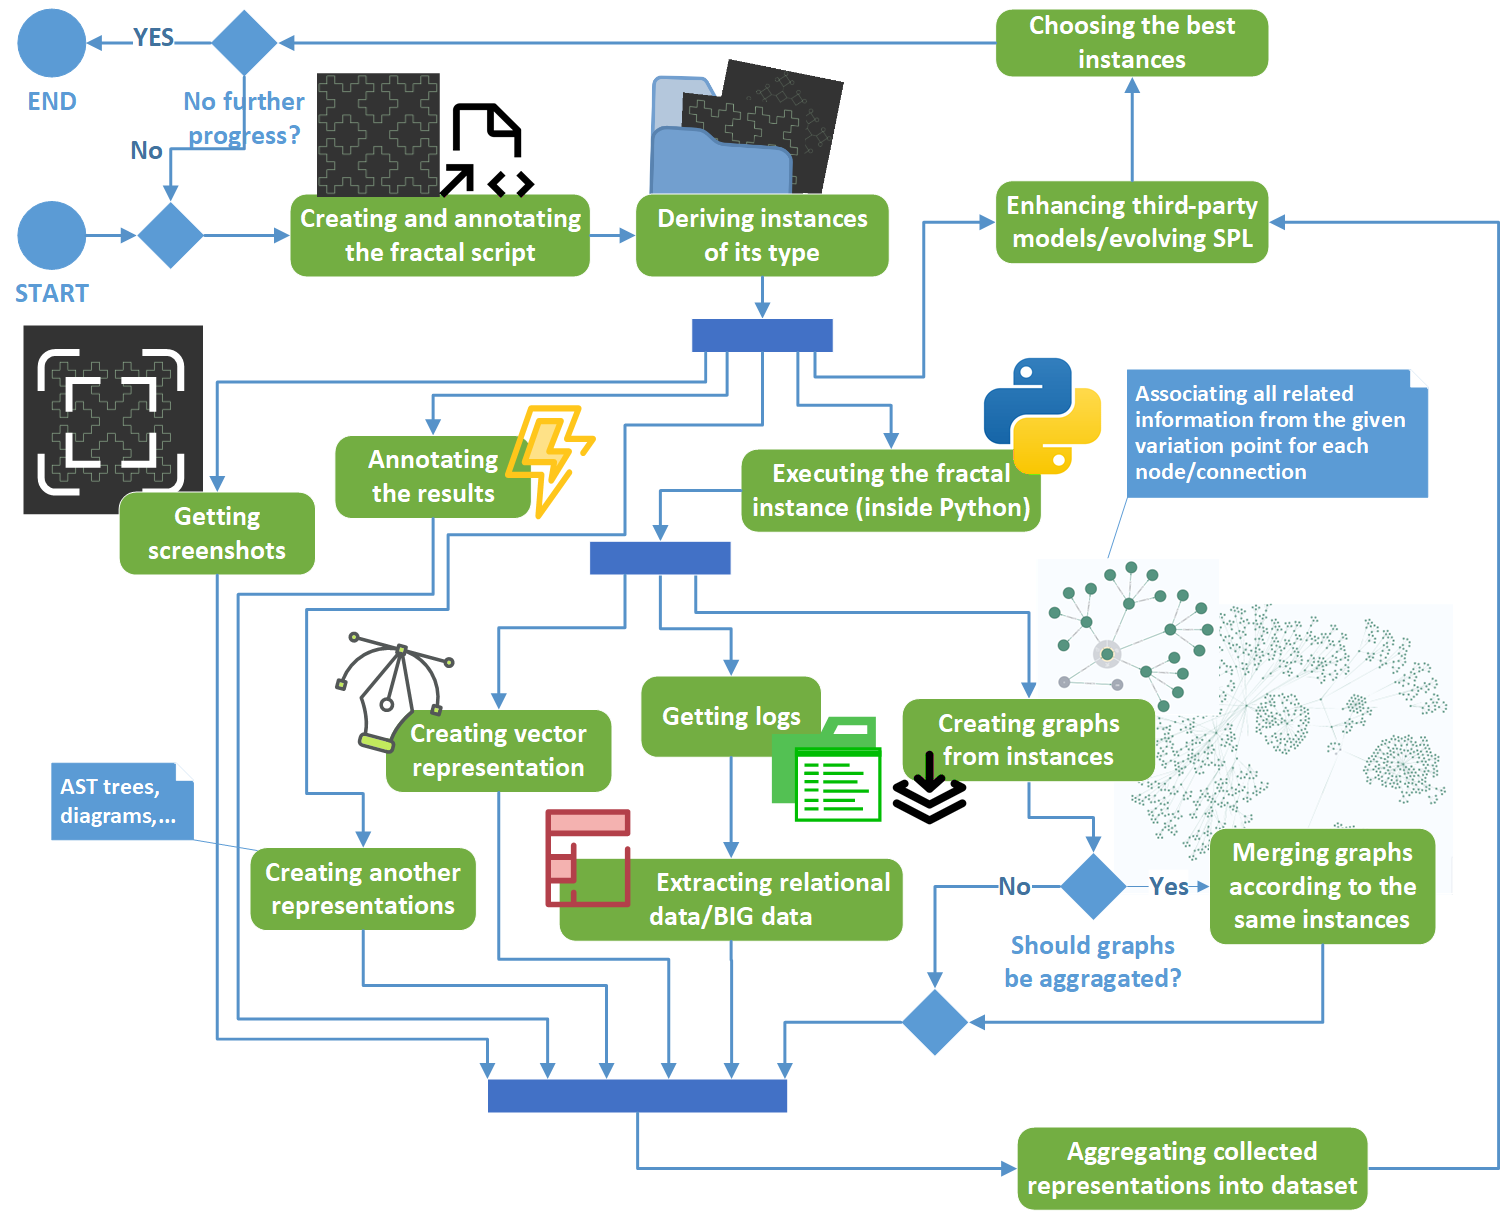 YES
Choosing the best
instances
END
No further
progress?
No
START
Creating and annotating
the fractal script
Deriving instances
of its type
Enhancing third-party
models/evolving SPL
Associating all related
information from the given
variation point for each
node/connection
Annotating
the results
Executing the fractal
instance (inside Python)
Getting
screenshots
Getting logs
Creating graphs
from instances
Creating vector
representation
AST trees,
diagrams,...
Creating another
representations
Extracting relational
data/BIG data
No
Yes
Merging graphs
according to the
same instances
Should graphs
be aggragated?
Aggregating collected
representations into dataset